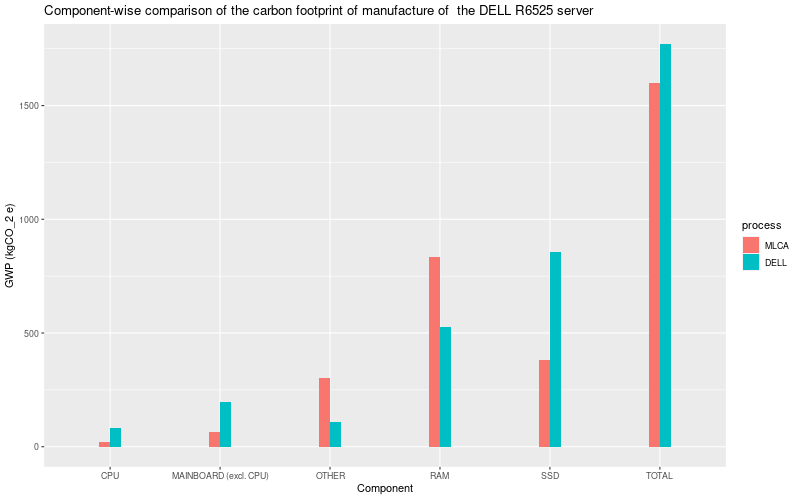 Component-wise comparison of the carbon footprint of manufacture of  the DELL R6525 server
GWP (kgCO_2 e)
1500
1000
500
0
CPU
MAINBOARD (excl. CPU)
OTHER
RAM
SSD
TOTAL
Component
process
MLCA
DELL